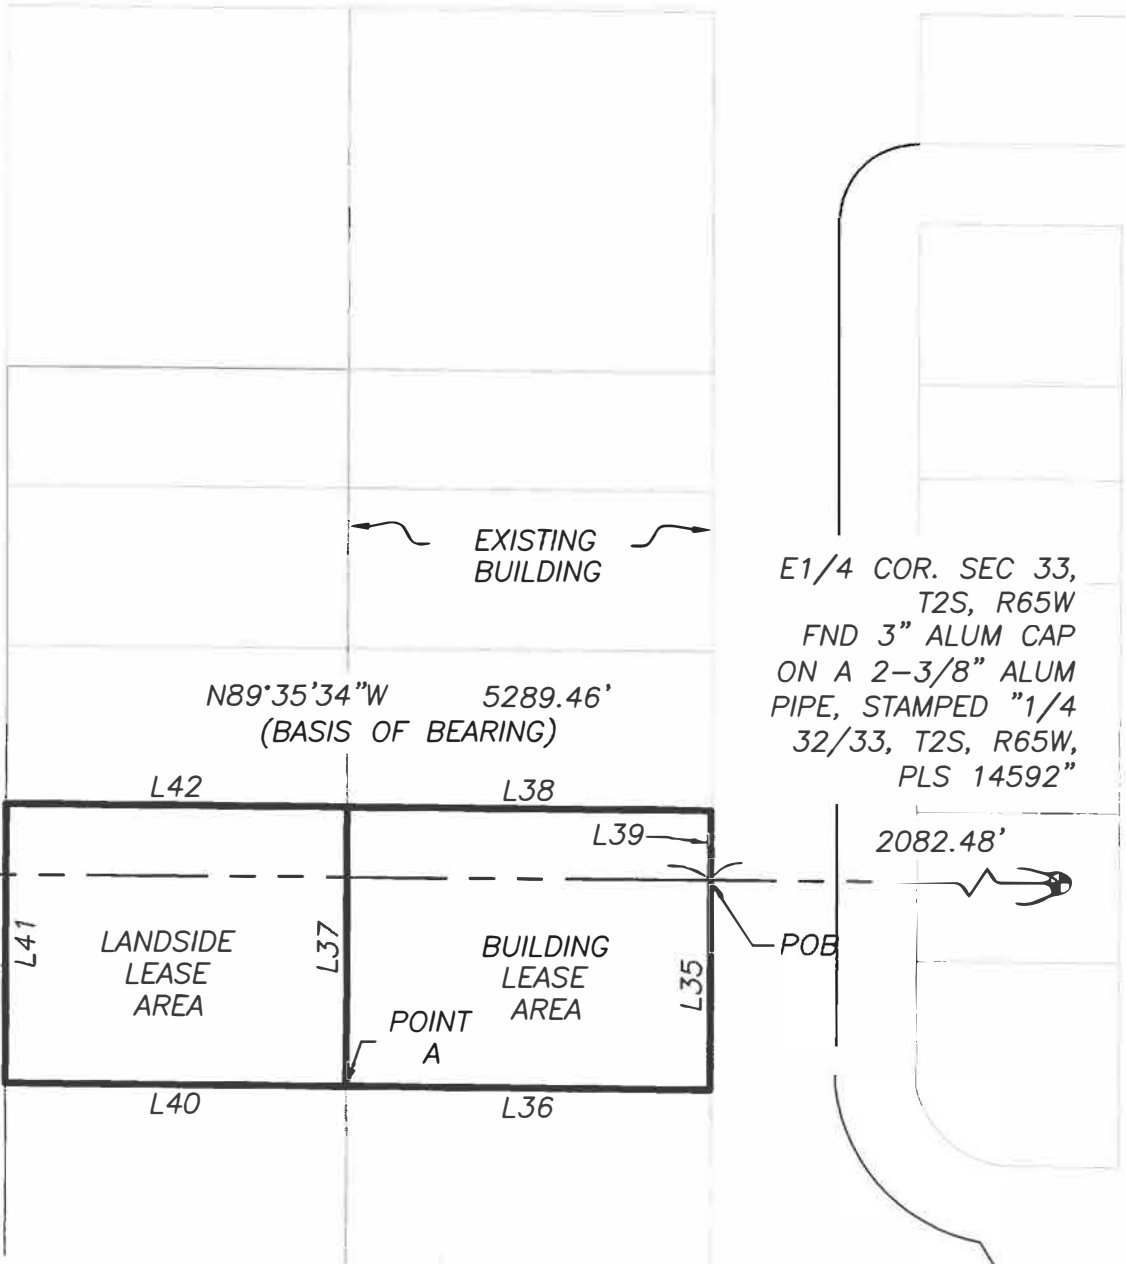 EXISTING
BUILDING
E1/4 COR. SEC 33,
T2S, R65W
FND 3" ALUM CAP
ON A 2-3/8" ALUM
PIPE, STAMPED "1/4
32/33, T2S, R65W,
PLS 14592"
N89°35'34"W 5289.46'
(BASIS OF BEARING)
L42
L38
L39
2082.48'
L41
LANDSIDE
LEASE
AREA
L37
BUILDING
LEASE
AREA
L35
POB
POINT
A
L40
L36